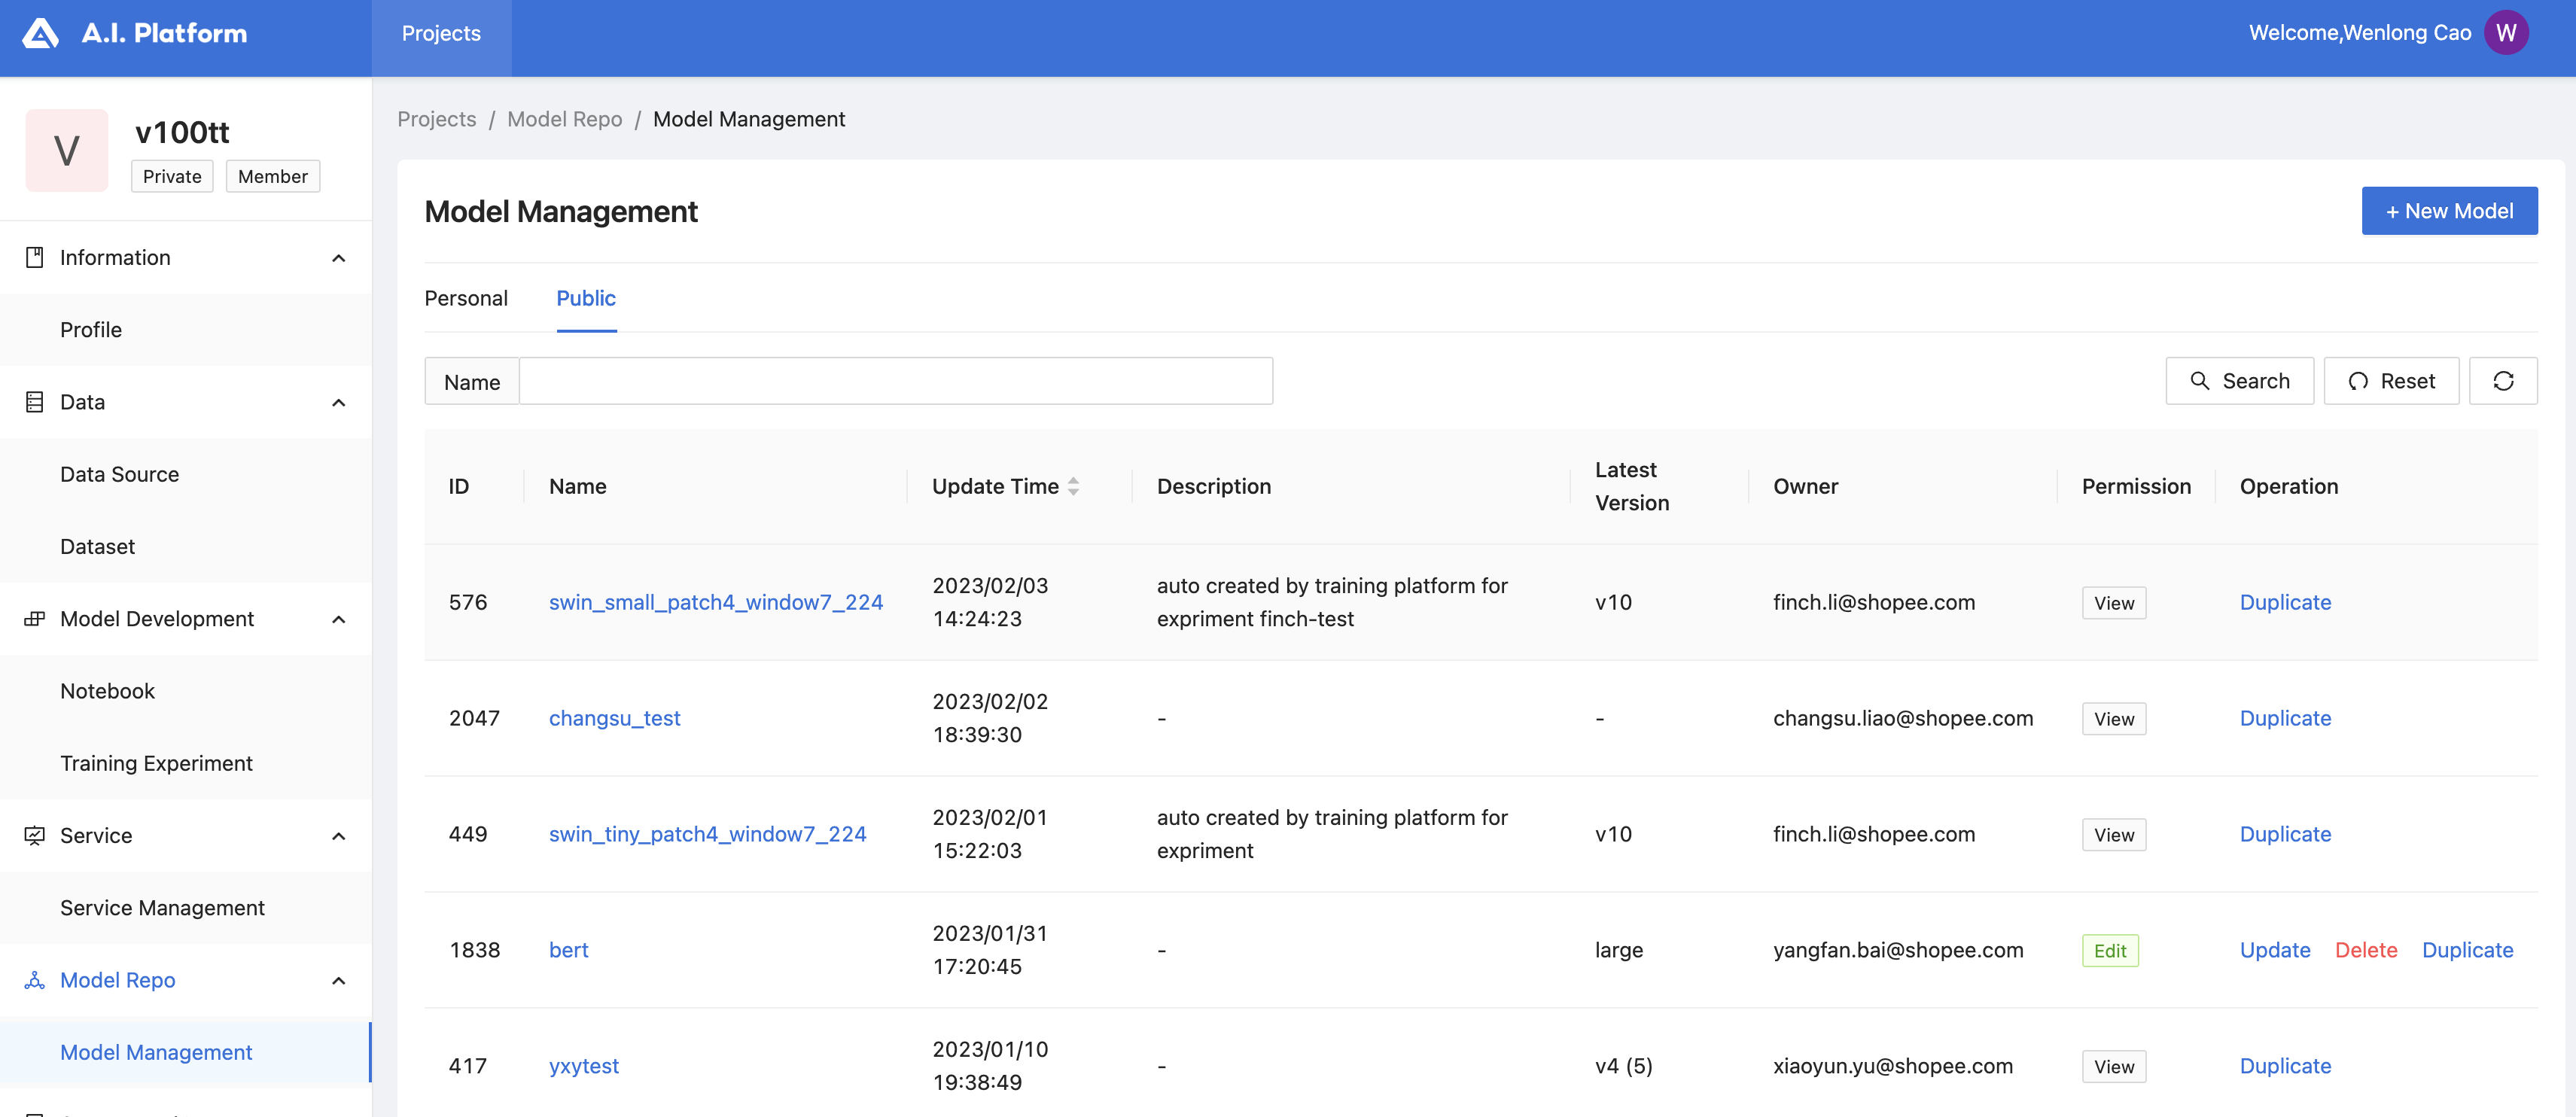 A.I. Platform
Projects
Welcome,Wenlong Cao
W
V
v100tt
Private
Member
Information
Profile
Data
Data Source
Dataset
Model Development
Notebook
Training Experiment
Service
Service Management
Model Repo
Model Management
Projects / Model Repo / Model Management
Model Management
+ New Model
Personal
Public
Name
Search
Reset
ID
Name
Update Time
Description
Latest
Version
Owner
Permission
Operation
576
swin_small_patch4_window7_224
2023/02/03
14:24:23
auto created by training platform for
expriment finch-test
v10
finch.li@shopee.com
View
Duplicate
2047
changsu_test
2023/02/02
18:39:30
-
-
changsu.liao@shopee.com
View
Duplicate
449
swin_tiny_patch4_window7_224
2023/02/01
15:22:03
auto created by training platform for
expriment
v10
finch.li@shopee.com
View
Duplicate
1838
bert
2023/01/31
17:20:45
-
large
yangfan.bai@shopee.com
Edit
Update
Delete
Duplicate
417
yxytest
2023/01/10
19:38:49
-
v4 (5)
xiaoyun.yu@shopee.com
View
Duplicate